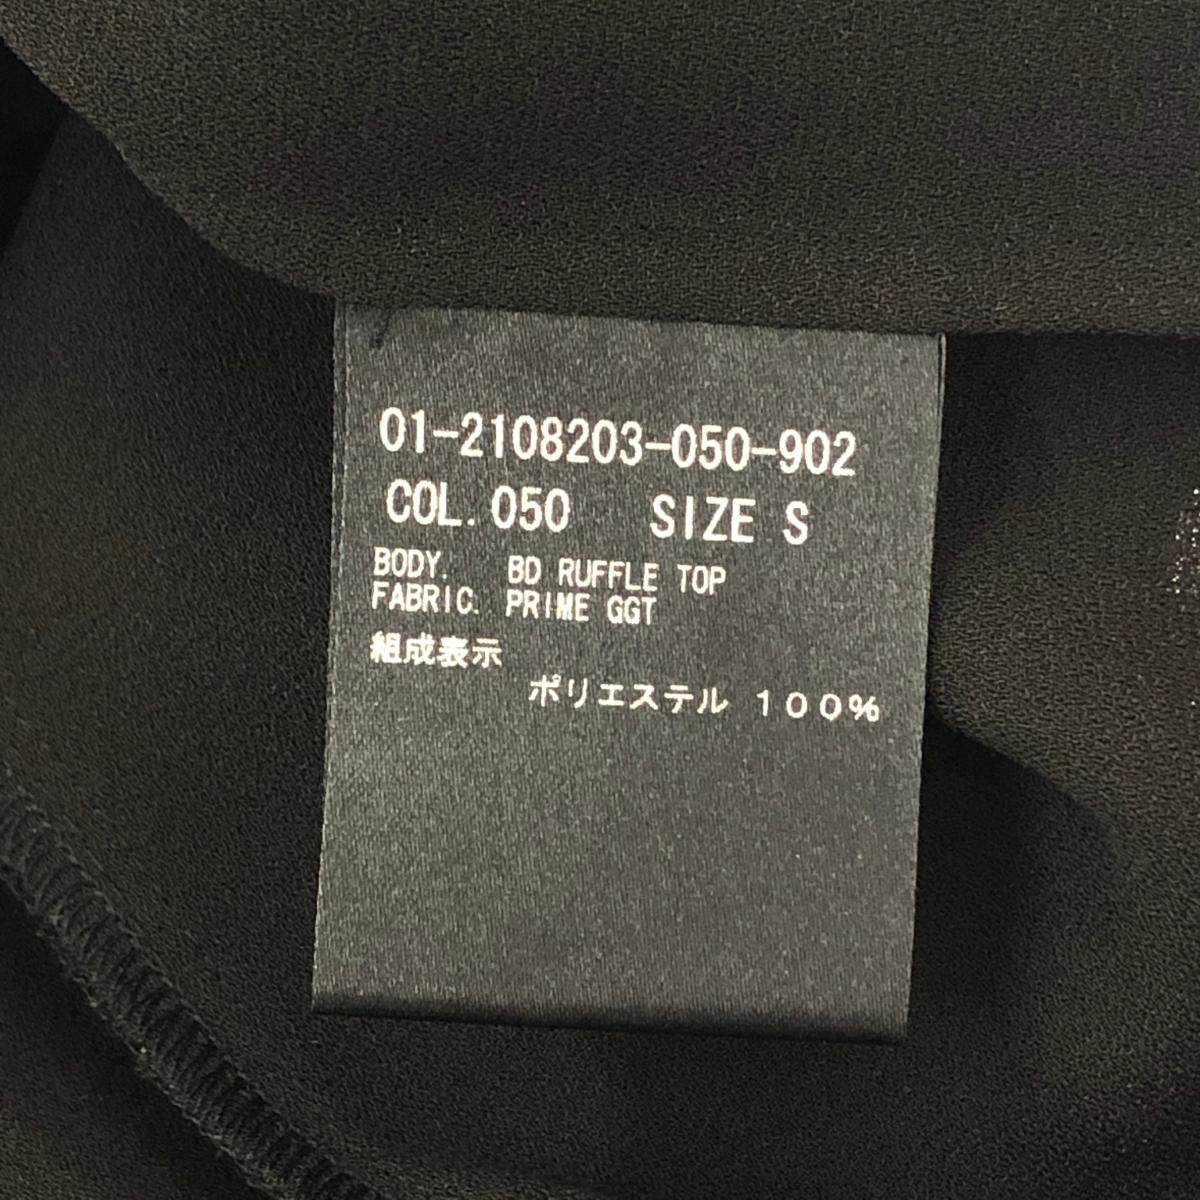 01-2108203-050-902
COL. 050 SIZE S
BODY. BD RUFFLE TOP
FABRIC. PRIME GGT
組成表示
ポリエステル 100%